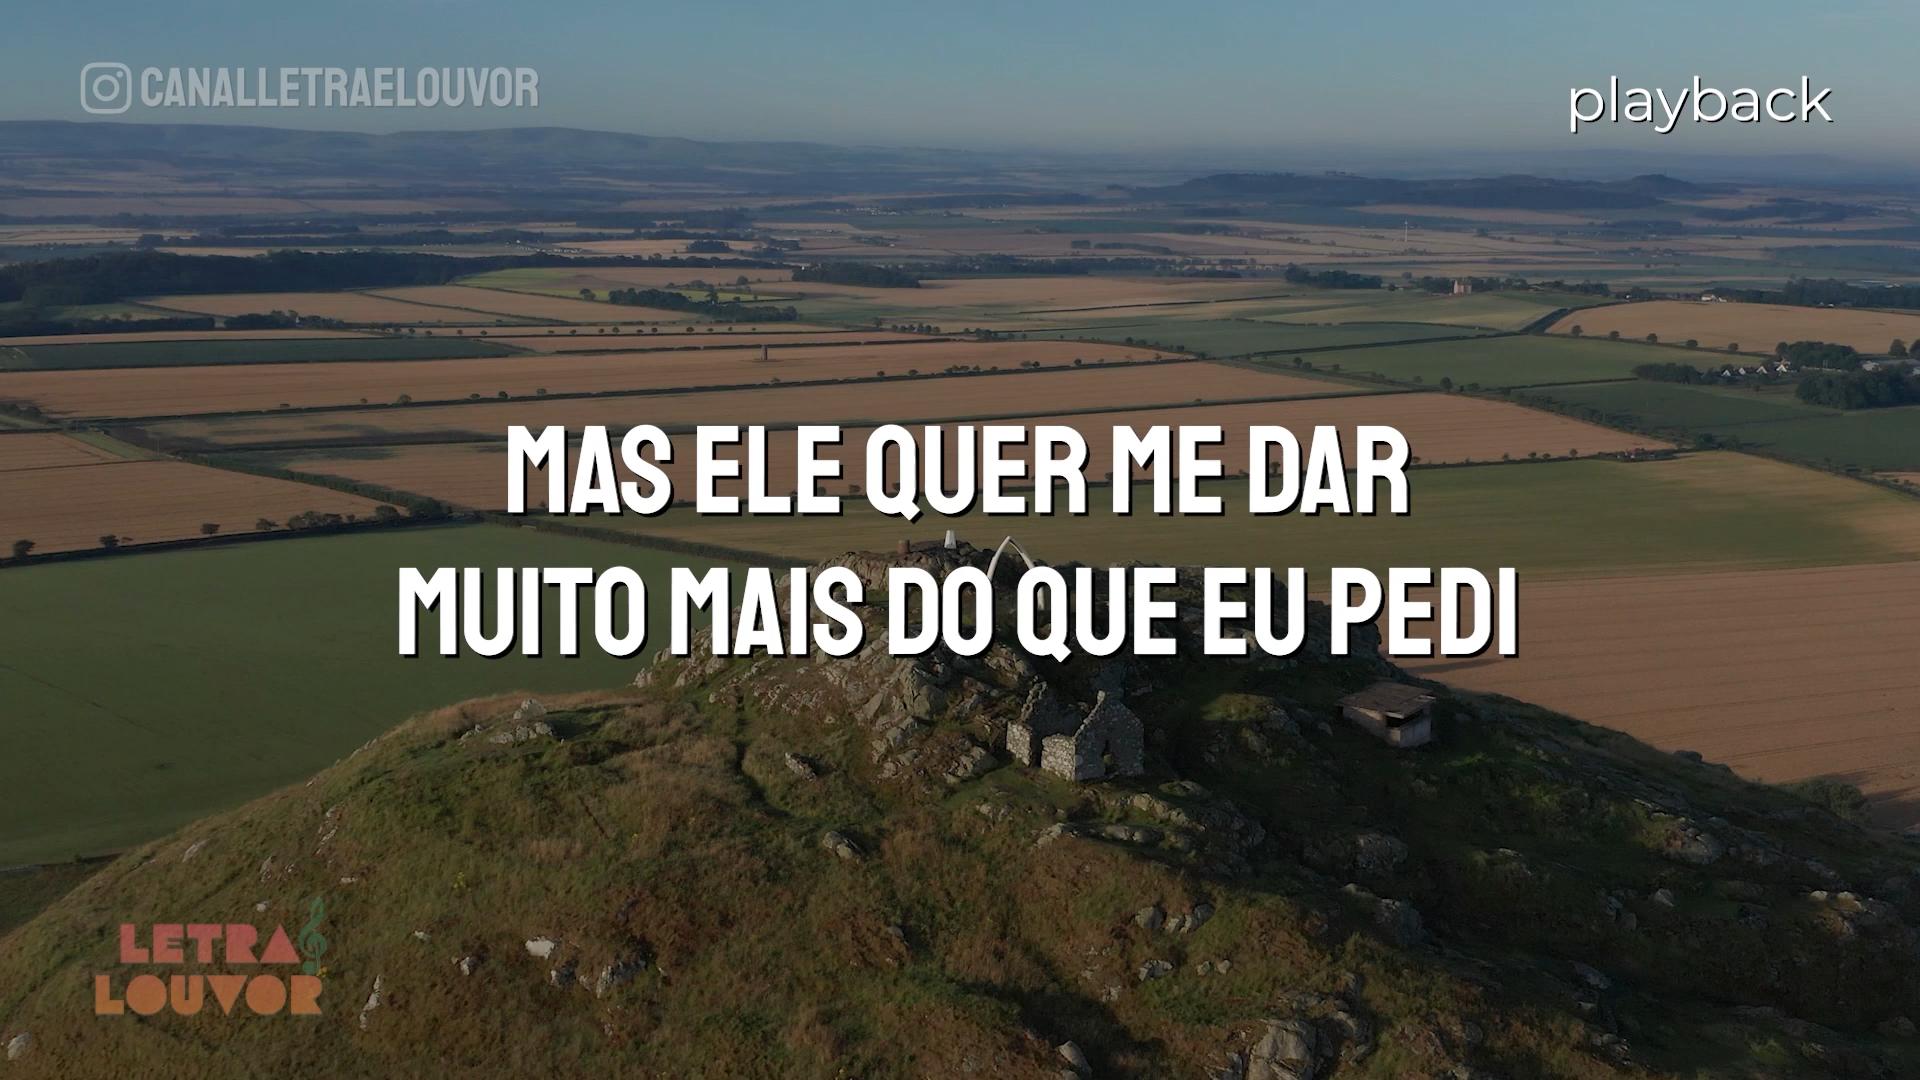 CANALLETRAELOUVOR
playback
MAS ELE QUER ME DAR
MUITO MAIS DO QUE EU PEDI
LETRA
LOUVOR